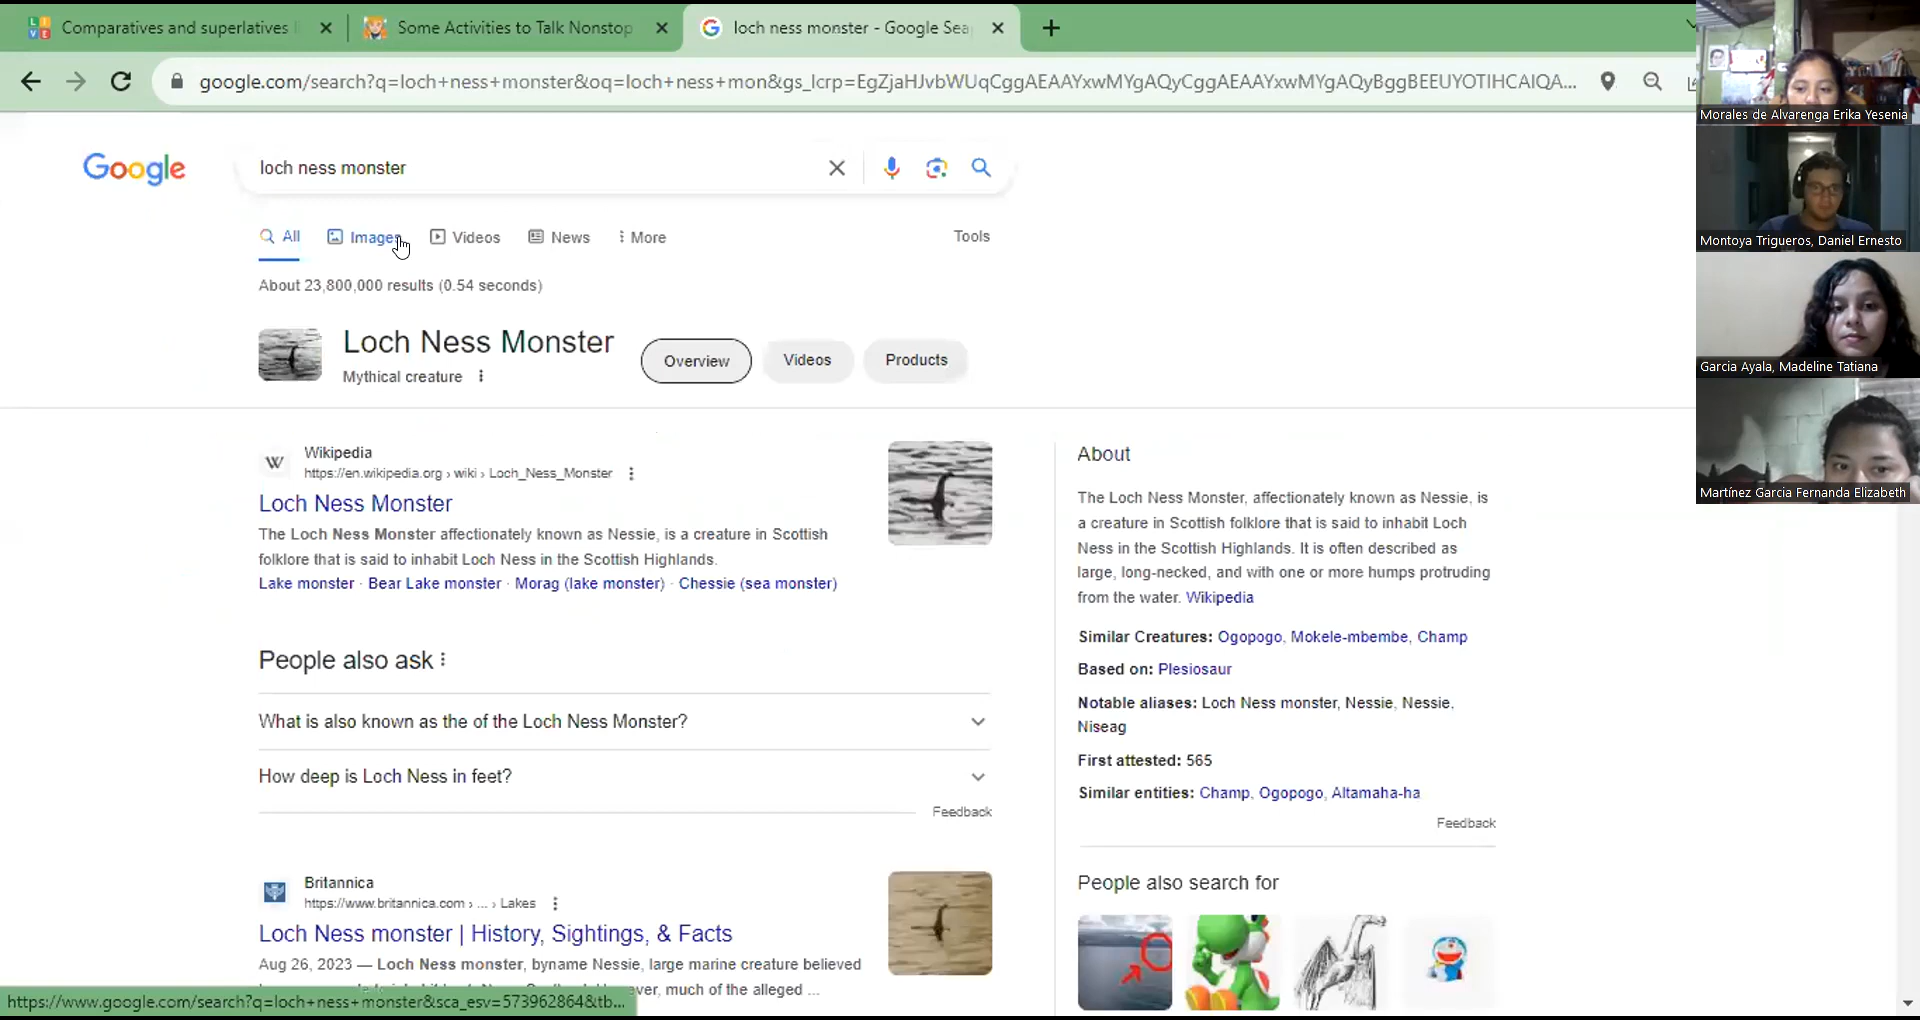 Comparatives and superlatives
Some Activities to Talk Nonstop
loch ness monster - Google Sea
google.com/search?q=loch+ness+monster&oq=loch+ness+mon&gs_lcrp=EgZjaHJvbWUqCggAEAAYxwMYgAQyCggAEAAYxwMYgAQyBggBEEUYOTIHCAIQA...
Google
loch ness monster
All
Images
Videos
News
More
Tools
About 23,800,000 results (0.54 seconds)
Loch Ness Monster
Mythical creature
Overview
Videos
Products
Wikipedia
https://en.wikipedia.org › wiki › Loch_Ness_Monster
Loch Ness Monster
The Loch Ness Monster affectionately known as Nessie, is a creature in Scottish
folklore that is said to inhabit Loch Ness in the Scottish Highlands.
Lake monster · Bear Lake monster · Morag (lake monster) · Chessie (sea monster)
People also ask
What is also known as the of the Loch Ness Monster?
How deep is Loch Ness in feet?
Feedback
Britannica
https://www.britannica.com › ... › Lakes
Loch Ness monster | History, Sightings, & Facts
Aug 26, 2023 — Loch Ness monster, byname Nessie, large marine creature believed
much of the alleged ...
https://www.google.com/search?q=loch+ness+monster&sca_esv=573962864&tb...
About
The Loch Ness Monster, affectionately known as Nessie, is
a creature in Scottish folklore that is said to inhabit Loch
Ness in the Scottish Highlands. It is often described as
large, long-necked, and with one or more humps protruding
from the water. Wikipedia
Similar Creatures: Ogopogo, Mokele-mbembe, Champ
Based on: Plesiosaur
Notable aliases: Loch Ness monster, Nessie, Nessie.
Niseag
First attested: 565
Similar entities: Champ, Ogopogo, Altamaha-ha
Feedback
People also search for
Morales de Alvarenga Erika Yesenia
Montoya Trigueros, Daniel Ernesto
Garcia Ayala, Madeline Tatiana
Martínez Garcia Fernanda Elizabeth